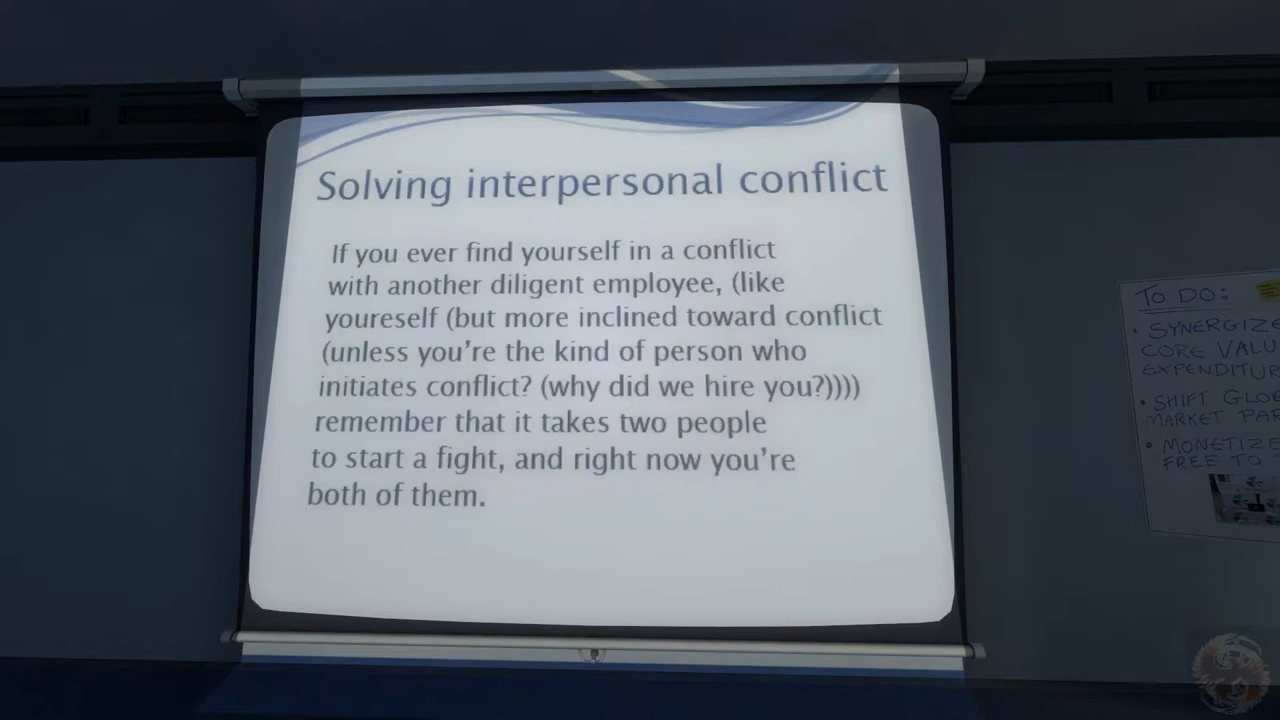 Solving interpersonal conflict
If you ever find yourself in a conflict
with another diligent employee, (like
youreself (but more inclined toward conflict
(unless you're the kind of person who
initiates conflict? (why did we hire you?))))
remember that it takes two people
to start a fight, and right now you're
both of them.
TO DO:
• SYNERGIZE
CORE VALU
EXPENDITUR
• SHIFT GLO
MARKET PAR
• MONETIZE
FREE TO